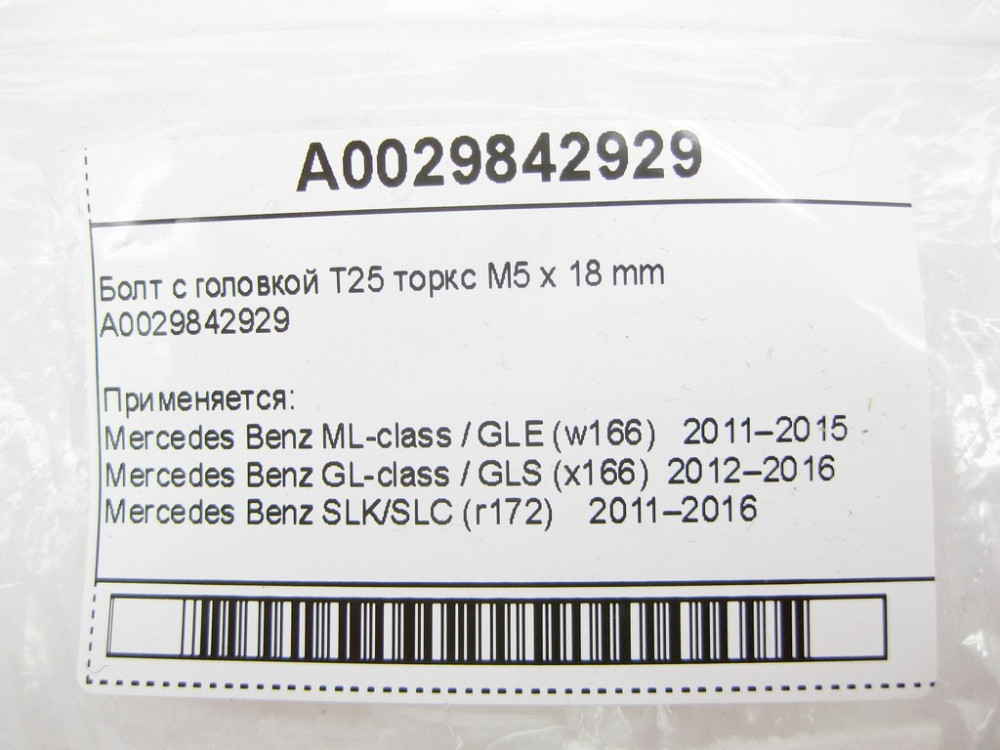 A0029842929
Болт с головкой T25 торкс M5 x 18 mm
A0029842929
Применяется:
Mercedes Benz ML-class / GLE (w166) 2011–2015
Mercedes Benz GL-class / GLS (x166) 2012–2016
Mercedes Benz SLK/SLC (r172) 2011–2016